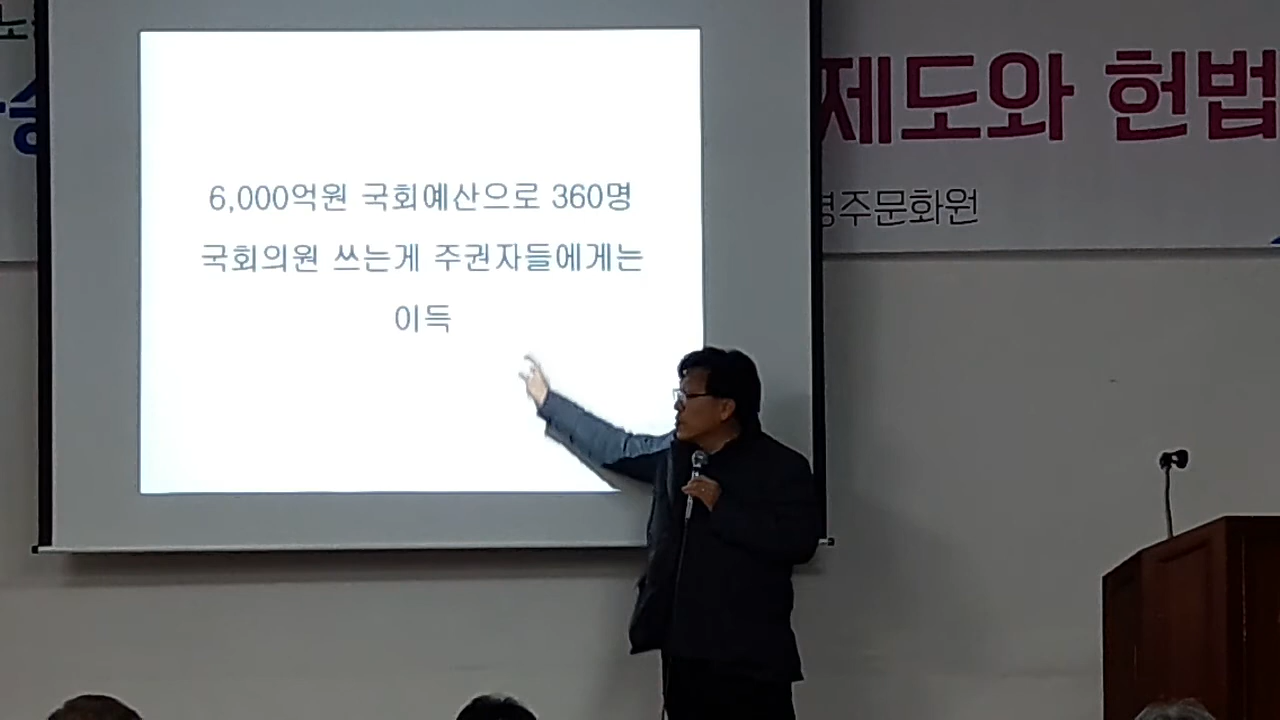 제도와 헌법
6,000억원 국회예산으로 360명
국회의원 쓰는게 주권자들에게는
이득
경주문화원